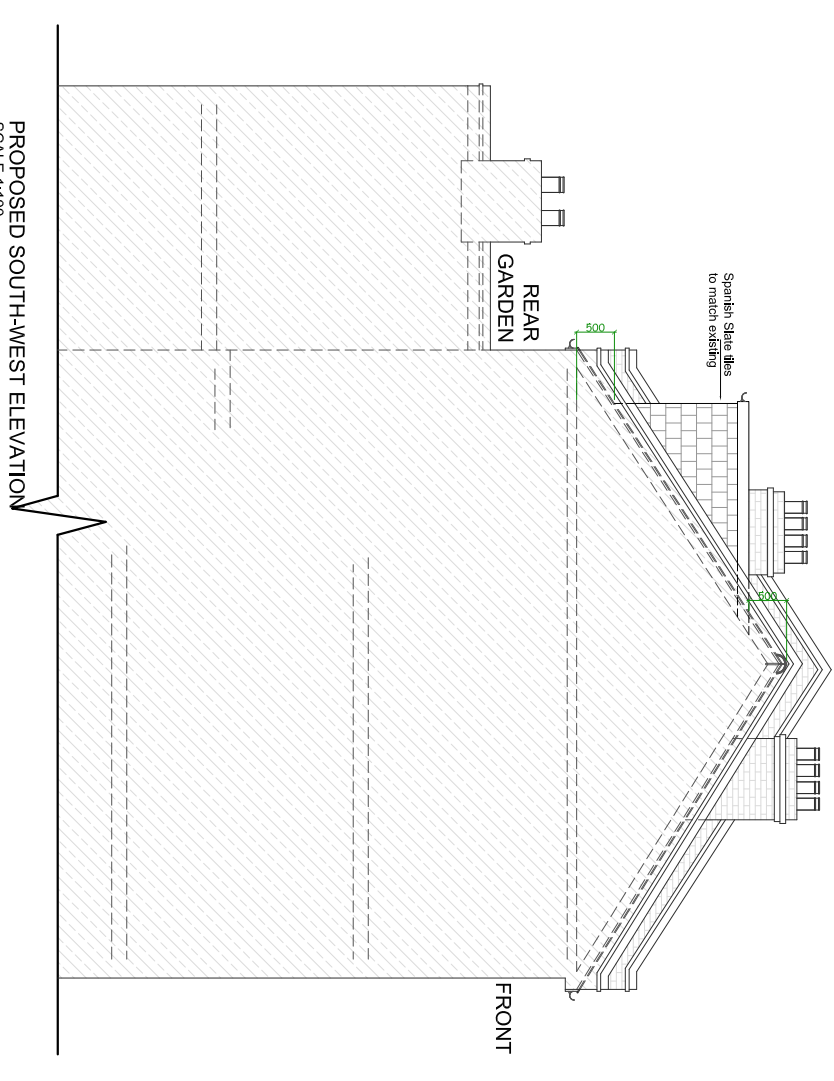 Spanish Slate tiles
to match existing
500
500
REAR
GARDEN
FRONT
PROPOSED SOUTH-WEST ELEVATION